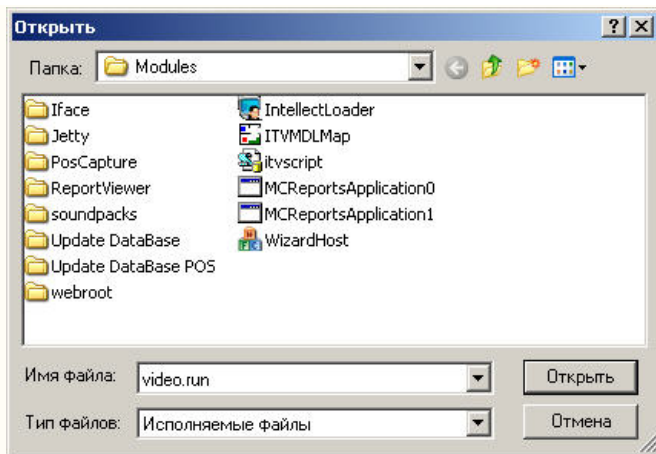 Открыть
Папка: Modules
Iface
Jetty
PosCapture
ReportViewer
soundpacks
Update DataBase
Update DataBase POS
webroot
IntellectLoader
ITVMDLMap
itvscript
MCReportsApplication0
MCReportsApplication1
WizardHost
Имя файла: video.run Открыть
Тип файлов: Исполняемые файлы Отмена